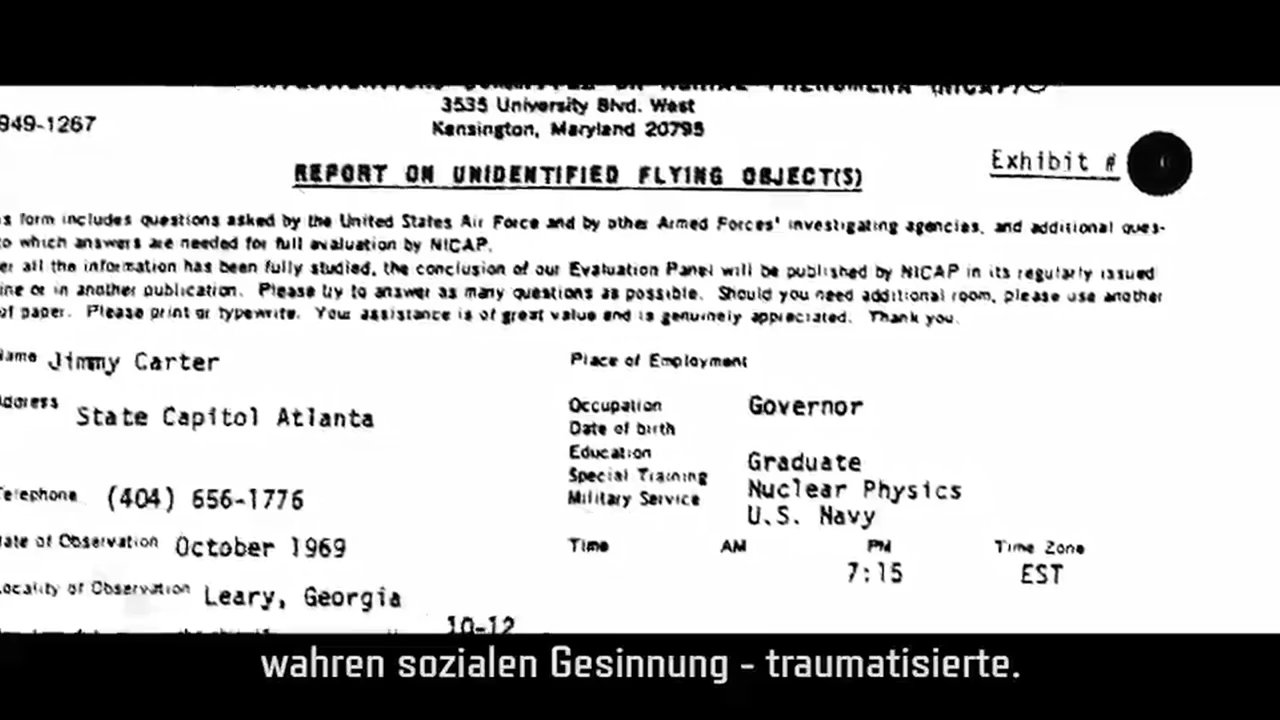 3535 University Blvd. West
949-1267
Kensington, Maryland 20795
Exhibit #
REPORT ON UNIDENTIFIED FLYING OBJECT(S)
s form includes questions asked by the United States Air Force and by other Armed Forces' investigating agencies, and additional ques-
o which answers are needed for full evaluation by NICAP.
er all the information has been fully studied, the conclusion of our Evaluation Panel will be published by NICAP in its regularly issued
ine or in another publication. Please try to answer as many questions as possible. Should you need additional room, please use another
of paper. Please print or typewrite. Your assistance is of great value and is genuinely appreciated. Thank you.
Name Jimmy Carter
Place of Employment
Address State Capitol Atlanta
Occupation Governor
Date of birth
Education Graduate
Special Training Nuclear Physics
Military Service U.S. Navy
Telephone (404) 656-1776
Date of Observation October 1969
Time AM PM Time Zone
7:15 EST
Locality of Observation Leary, Georgia
10-12
wahren sozialen Gesinnung - traumatisierte.